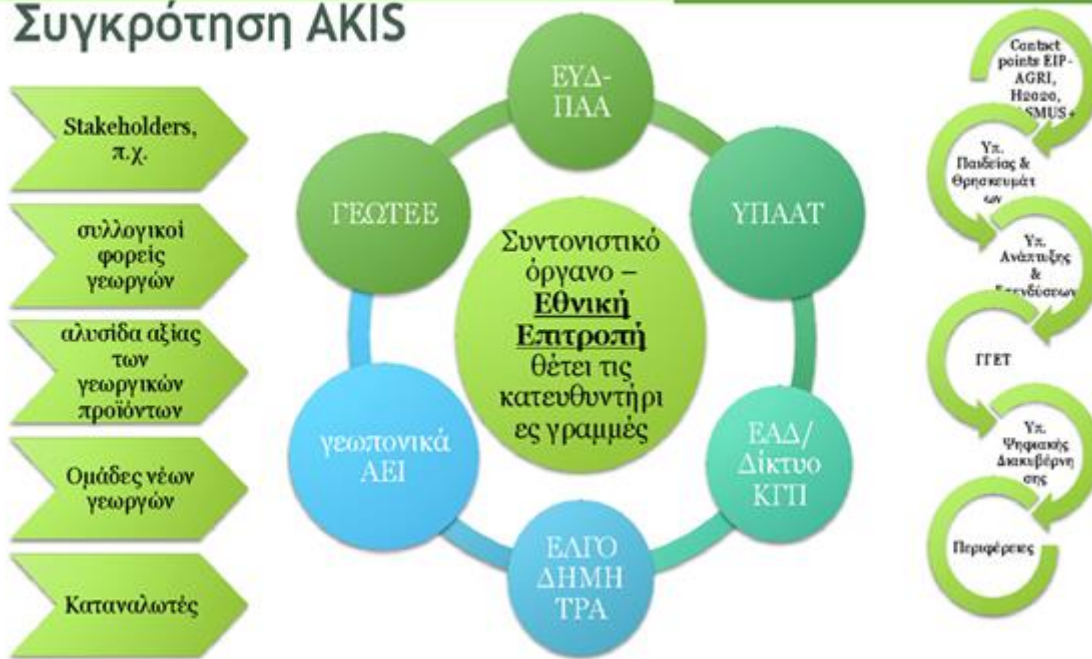 Συγκρότηση AKIS
Stakeholders,
π.χ.
συλλογικοί
φορείς
γεωργών
αλυσίδα αξίας
των
γεωργικών
προϊόντων
Ομάδες νέων
γεωργών
Καταναλωτές
ΕΥΔ-
ΠΑΑ
ΥΠΑΑΤ
ΕΑΔ/
Δίκτυο
ΚΓΠ
ΕΛΓΟ
ΔΗΜΗ
ΤΡΑ
γεωπονικά
ΑΕΙ
ΓΕΩΤΕΕ
Συντονιστικό
όργανο –
Εθνική
Επιτροπή
θέτει τις
κατευθυντήρι
ες γραμμές
Contact
points EIP-
AGRI,
H2020,
Υπ.
Παιδείας &
Θρησκευμάτ
ων
Υπ.
Ανάπτυξης
&
ΓΓΕΤ
Υπ.
Ψηφιακής
Διακυβέρνη
σης
Περιφέρειες